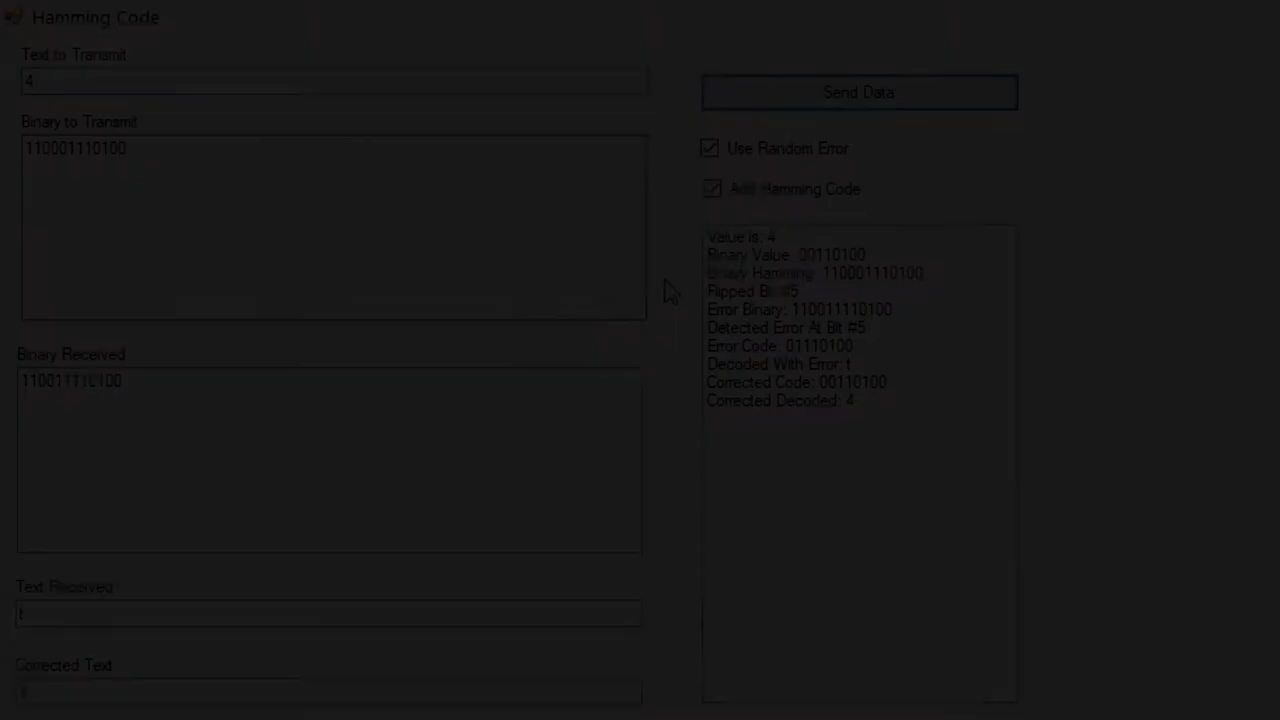 Hamming Code
Text to Transmit
4
Send Data
Binary to Transmit
110001110100
Use Random Error
Add Hamming Code
Value is: 4
Binary Value: 00110100
Binary Hamming: 110001110100
Flipped Bit #5
Error Binary: 110011110100
Detected Error At Bit #5
Error Code: 01110100
Decoded With Error: t
Corrected Code: 00110100
Corrected Decoded: 4
Binary Received
110011110100
Text Received
t
Corrected Text